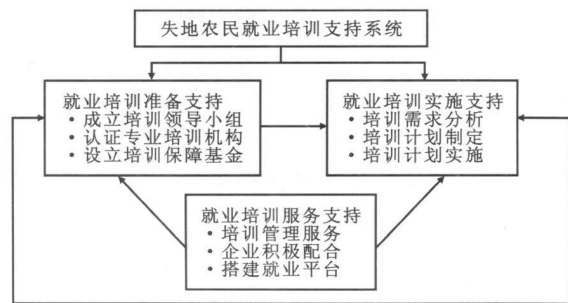 失地农民就业培训支持系统
就业培训准备支持
• 成立培训领导小组
• 认证专业培训机构
• 设立培训保障基金
就业培训实施支持
• 培训需求分析
• 培训计划制定
• 培训计划实施
就业培训服务支持
• 培训管理服务
• 企业积极配合
• 搭建就业平台